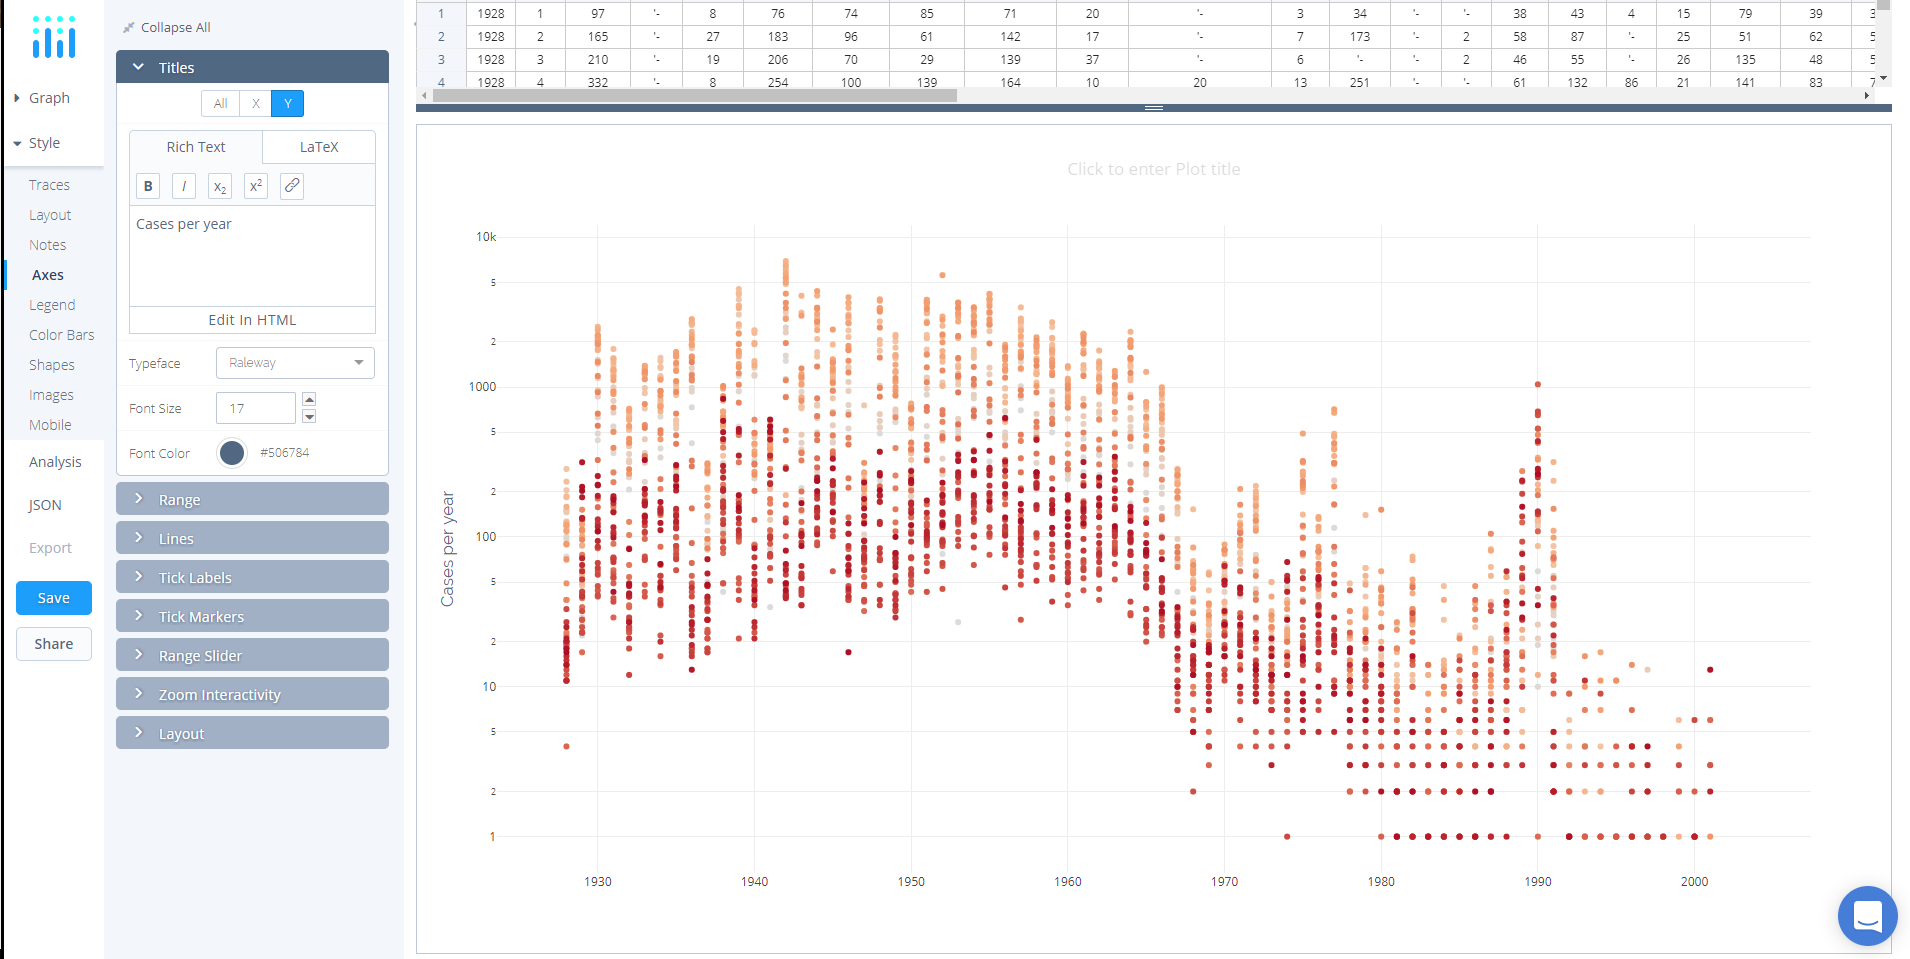 Collapse All
Titles
All X Y
Rich Text LaTeX
B I x2 x2
Cases per year
Edit In HTML
Typeface Raleway
Font Size 17
Font Color #506784
Range
Lines
Tick Labels
Tick Markers
Range Slider
Zoom Interactivity
Layout
Graph
Style
Traces
Layout
Notes
Axes
Legend
Color Bars
Shapes
Images
Mobile
Analysis
JSON
Export
Save
Share
1 1928 1 97 '- 8 76 74 85 71 20 '- 3 34 '- '- 38 43 4 15 79 39
2 1928 2 165 '- 27 183 96 61 142 17 '- 7 173 '- 2 58 87 '- 25 51 62
3 1928 3 210 '- 19 206 70 29 139 37 '- 6 '- '- 2 46 55 '- 26 135 48
4 1928 4 332 '- 8 254 100 139 164 10 20 13 251 '- '- 61 132 86 21 141 83
Click to enter Plot title
Cases per year
10k
5
2
1000
5
2
100
5
2
10
5
2
1
1930 1940 1950 1960 1970 1980 1990 2000